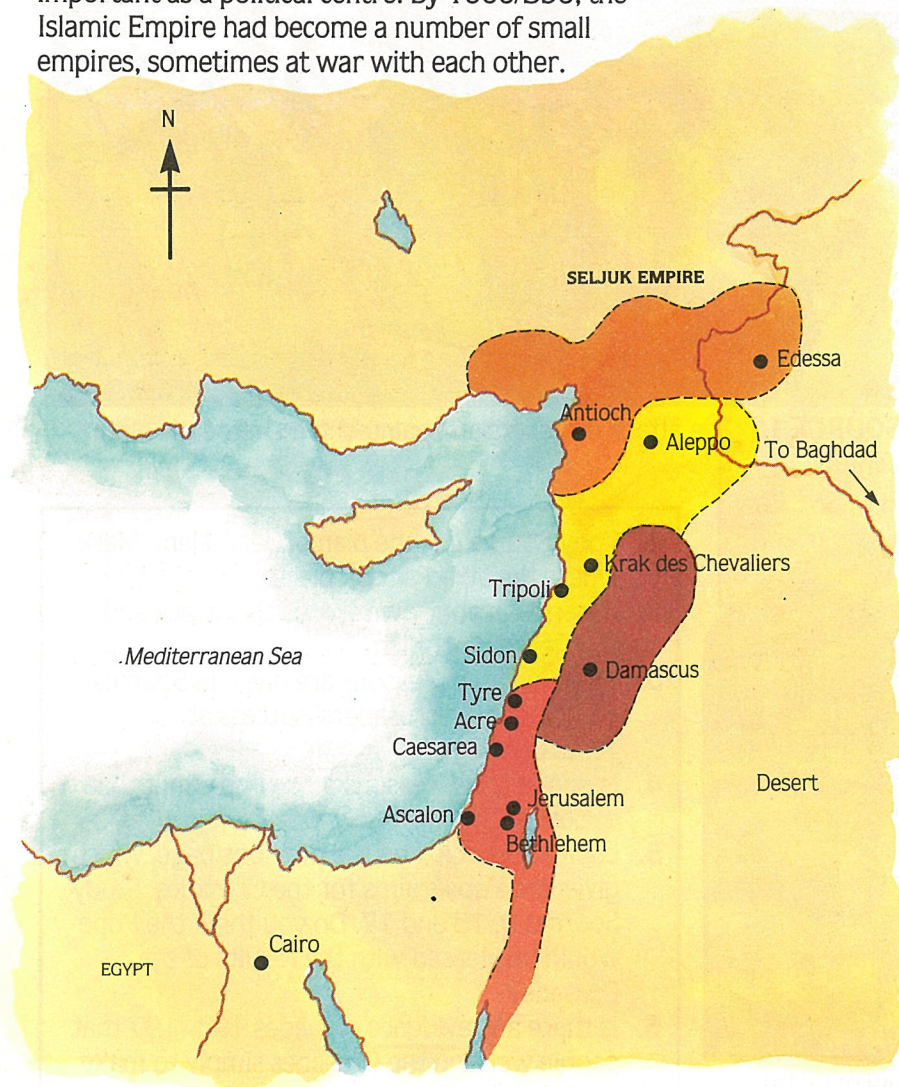 Islamic Empire had become a number of small
empires, sometimes at war with each other.
N
SELJUK EMPIRE
Edessa
Antioch
Aleppo
To Baghdad
Krak des Chevaliers
Tripoli
Mediterranean Sea
Sidon
Damascus
Tyre
Acre
Caesarea
Desert
Jerusalem
Ascalon
Bethlehem
Cairo
EGYPT